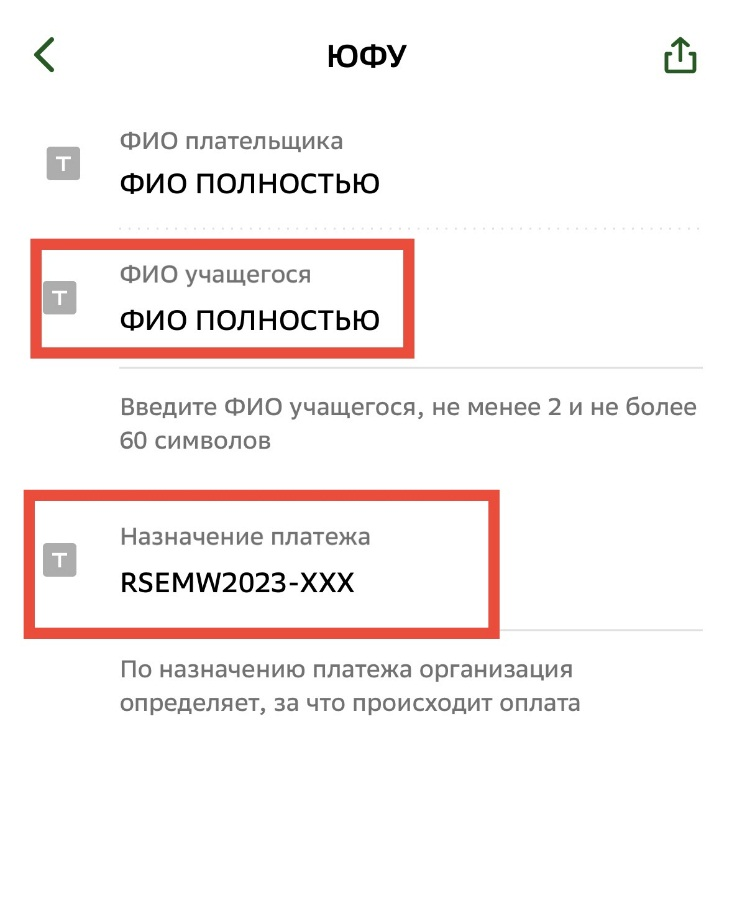 ЮФУ
Т
ФИО плательщика
ФИО ПОЛНОСТЬЮ
Т
ФИО учащегося
ФИО ПОЛНОСТЬЮ
Введите ФИО учащегося, не менее 2 и не более
60 символов
Т
Назначение платежа
RSEMW2023-XXX
По назначению платежа организация
определяет, за что происходит оплата